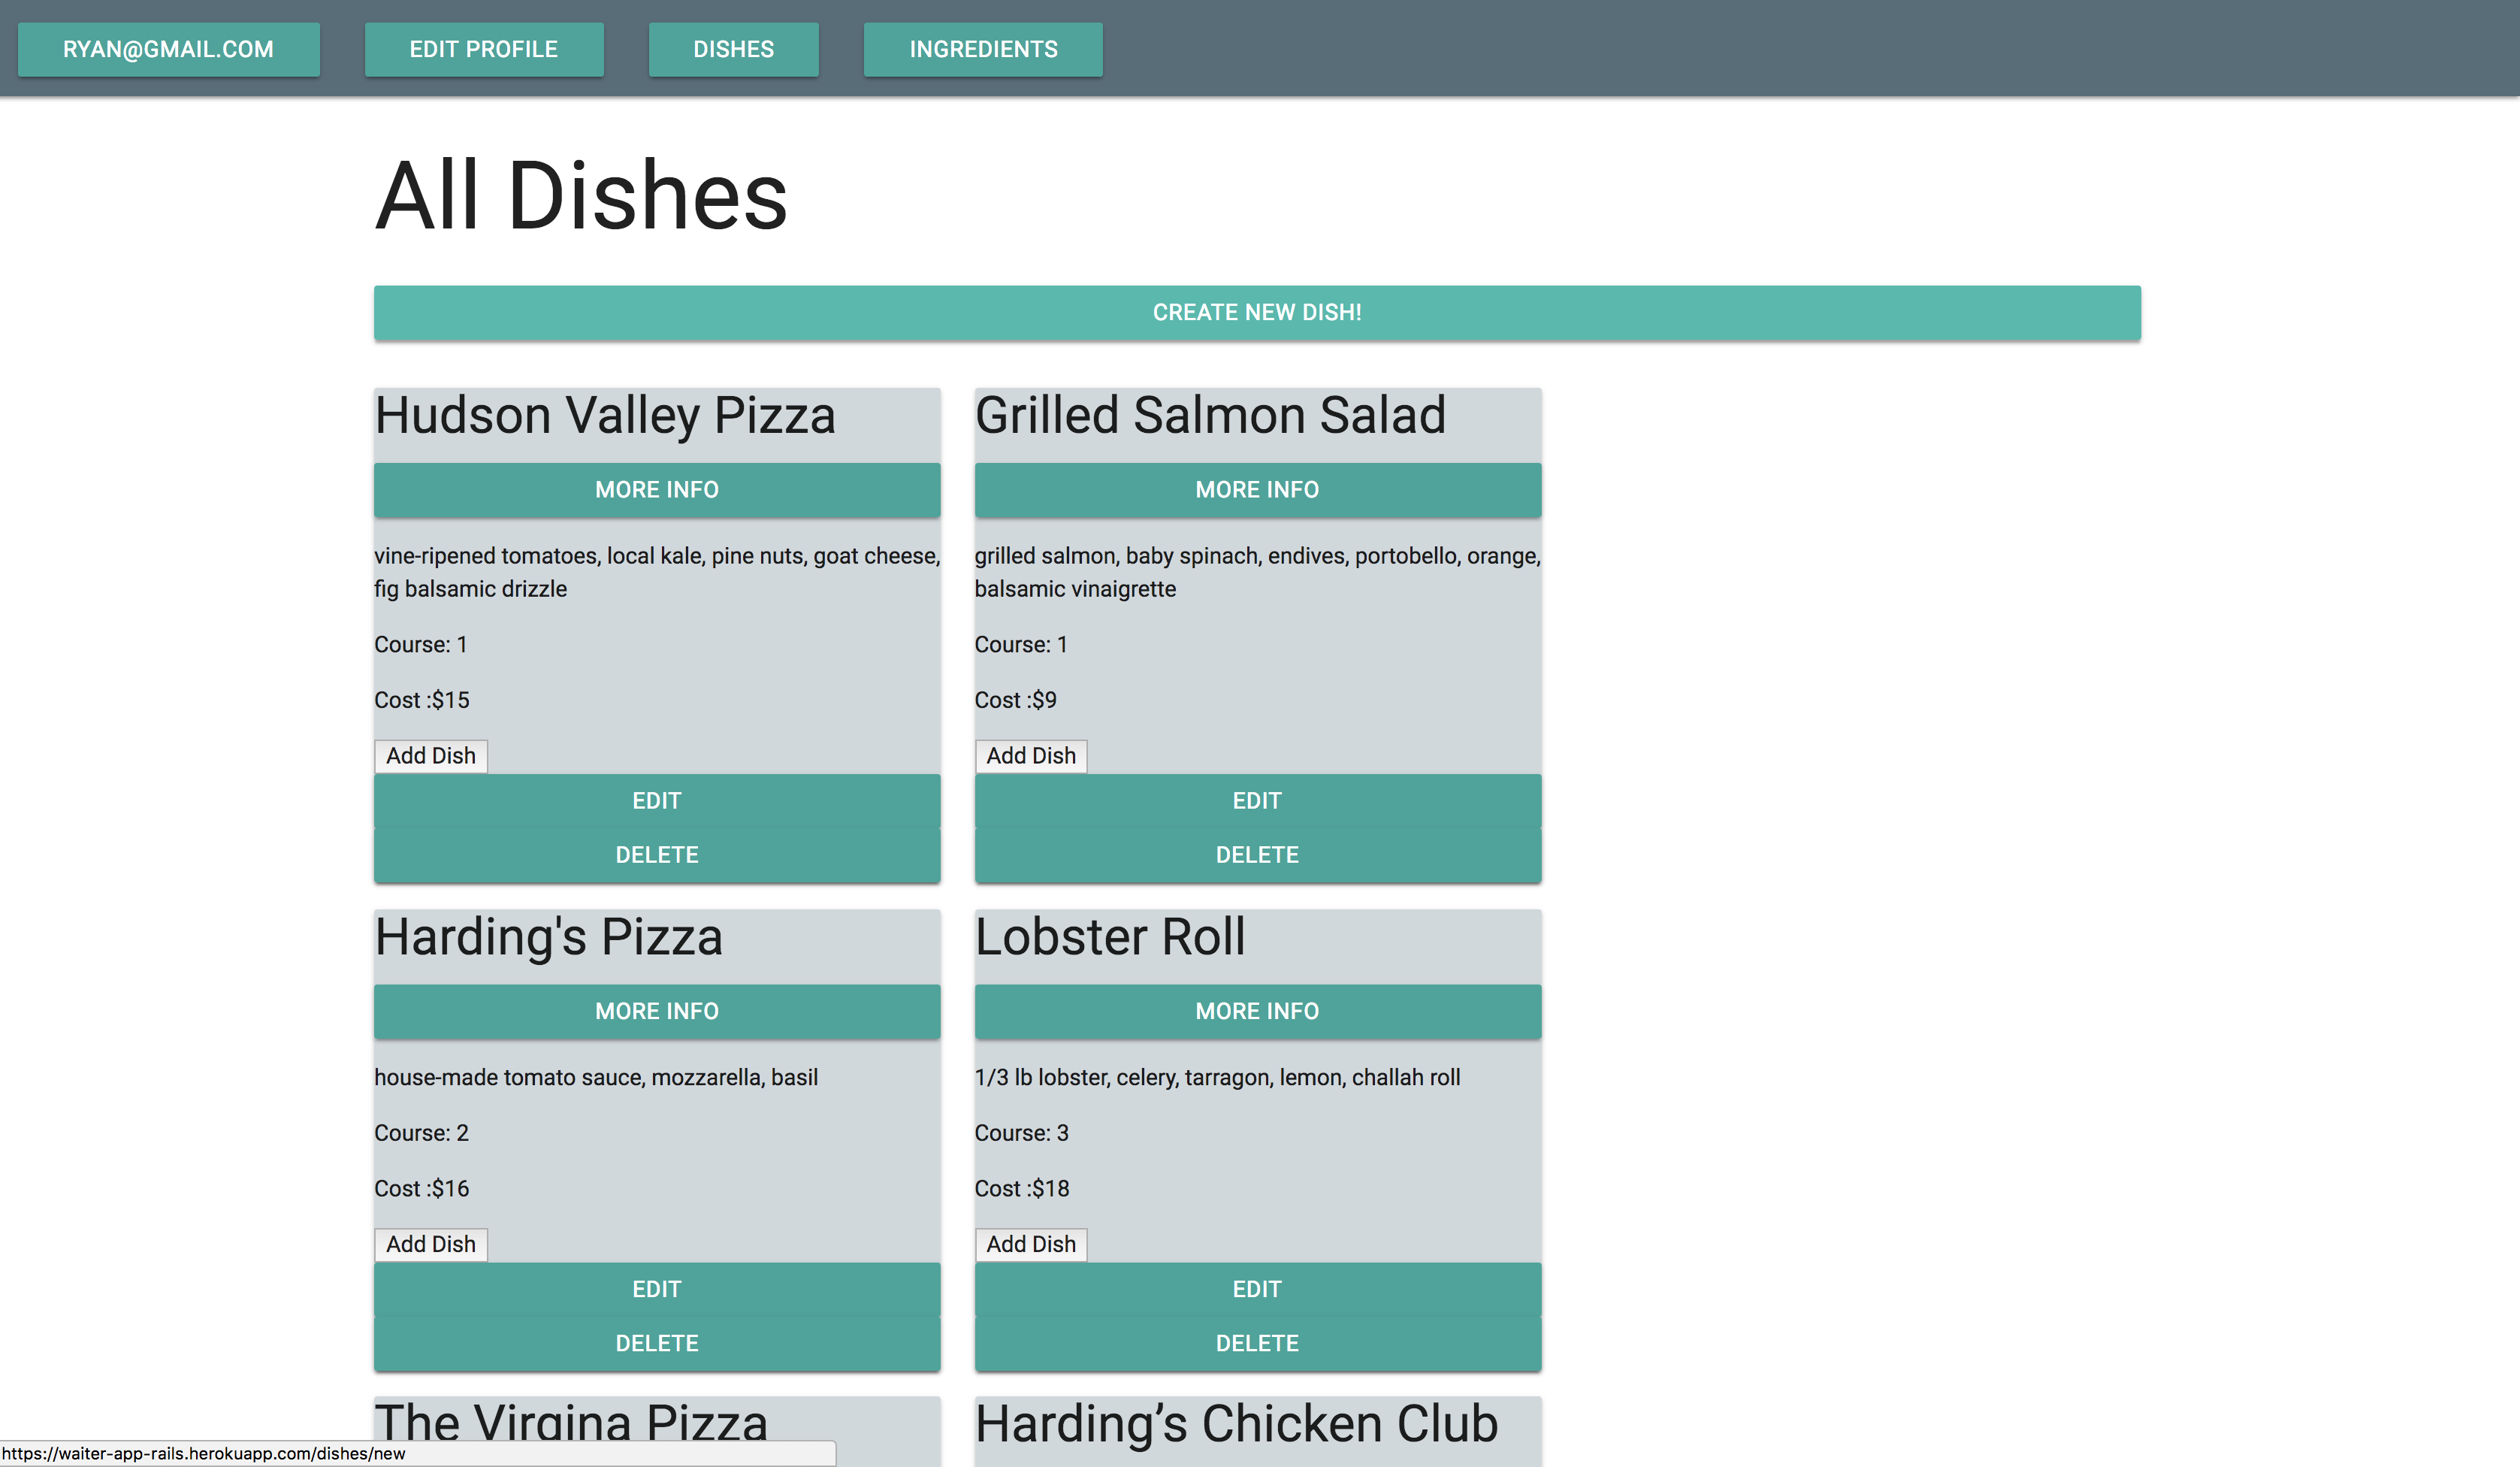 RYAN@GMAIL.COM
EDIT PROFILE
DISHES
INGREDIENTS
All Dishes
CREATE NEW DISH!
Hudson Valley Pizza
MORE INFO
vine-ripened tomatoes, local kale, pine nuts, goat cheese,
fig balsamic drizzle
Course: 1
Cost :$15
Add Dish
EDIT
DELETE
Grilled Salmon Salad
MORE INFO
grilled salmon, baby spinach, endives, portobello, orange,
balsamic vinaigrette
Course: 1
Cost :$9
Add Dish
EDIT
DELETE
Harding's Pizza
MORE INFO
house-made tomato sauce, mozzarella, basil
Course: 2
Cost :$16
Add Dish
EDIT
DELETE
Lobster Roll
MORE INFO
1/3 lb lobster, celery, tarragon, lemon, challah roll
Course: 3
Cost :$18
Add Dish
EDIT
DELETE
The Virgina Pizza
Harding’s Chicken Club
https://waiter-app-rails.herokuapp.com/dishes/new